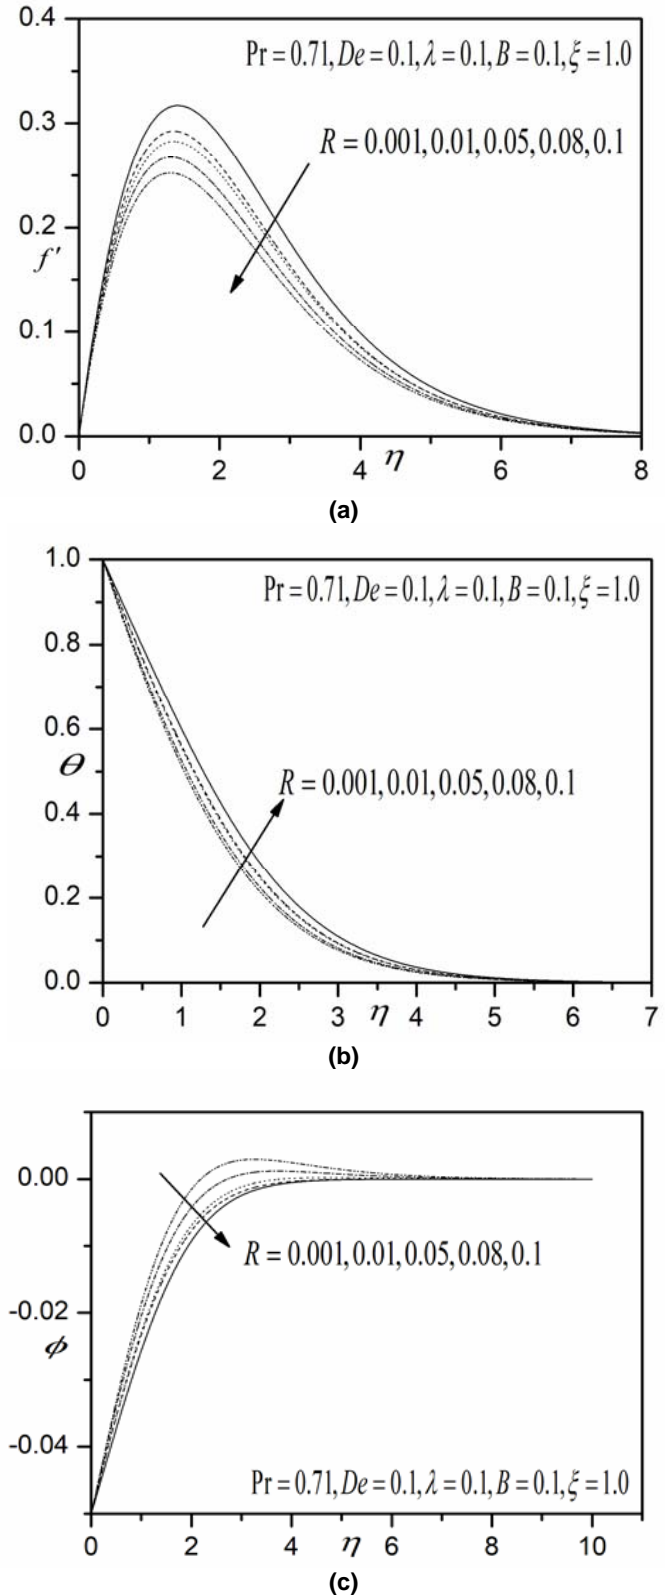 0.4
Pr = 0.71, De = 0.1, λ = 0.1, B = 0.1, ξ = 1.0
0.3
R = 0.001, 0.01, 0.05, 0.08, 0.1
f' 0.2
0.1
0.0
0 2 4 η 6 8
(a)
1.0
Pr = 0.71, De = 0.1, λ = 0.1, B = 0.1, ξ = 1.0
0.8
0.6
θ
R = 0.001, 0.01, 0.05, 0.08, 0.1
0.4
0.2
0.0
0 1 2 3 η 4 5 6 7
(b)
0.00
R = 0.001, 0.01, 0.05, 0.08, 0.1
-0.02
ϕ
-0.04
Pr = 0.71, De = 0.1, λ = 0.1, B = 0.1, ξ = 1.0
0 2 4 η 6 8 10
(c)